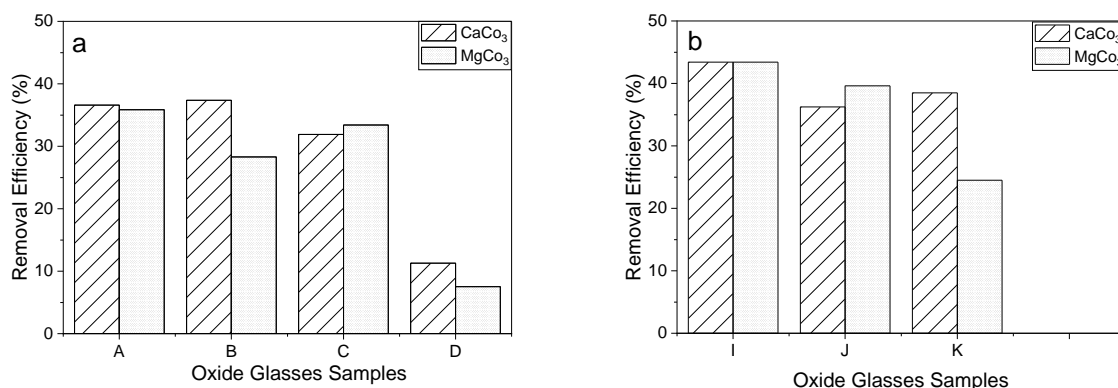 a
CaCo₃
MgCo₃
50
40
30
20
10
0
Removal Efficiency (%)
A B C D
Oxide Glasses Samples
b
CaCo₃
MgCo₃
50
40
30
20
10
0
Removal Efficiency (%)
I J K
Oxide Glasses Samples